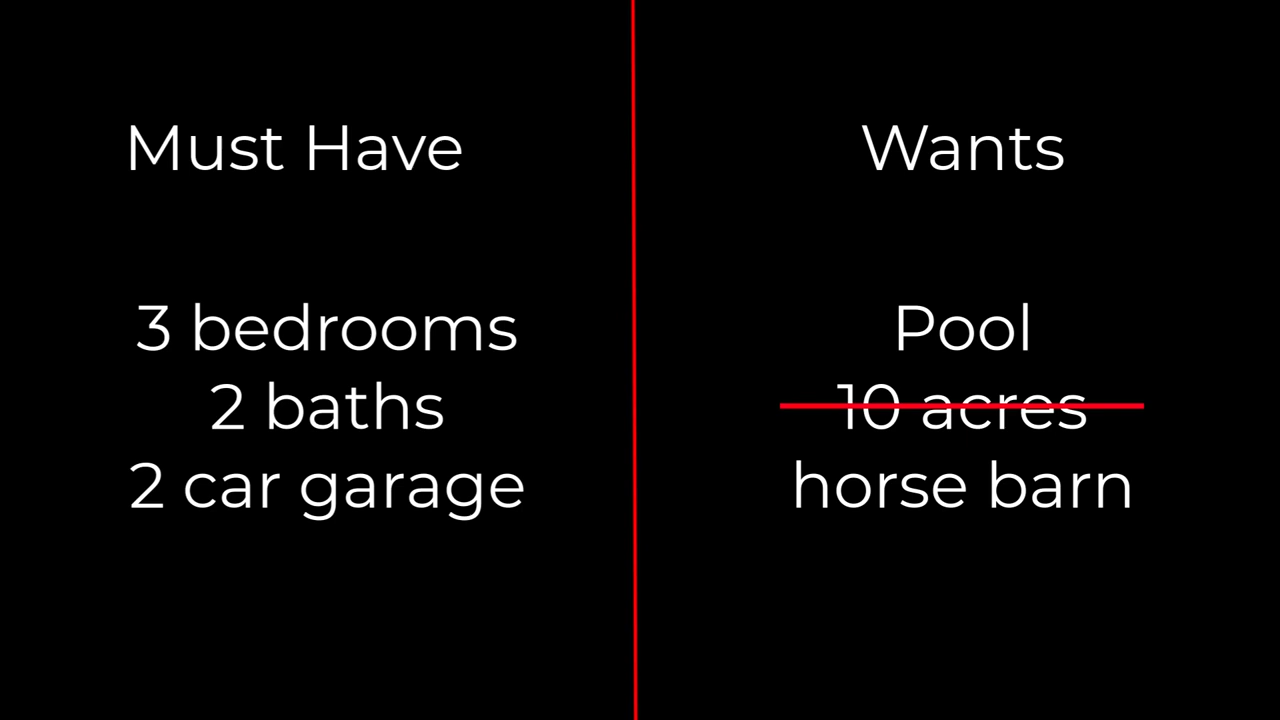 Must Have
3 bedrooms
2 baths
2 car garage
Wants
Pool
10 acres
horse barn